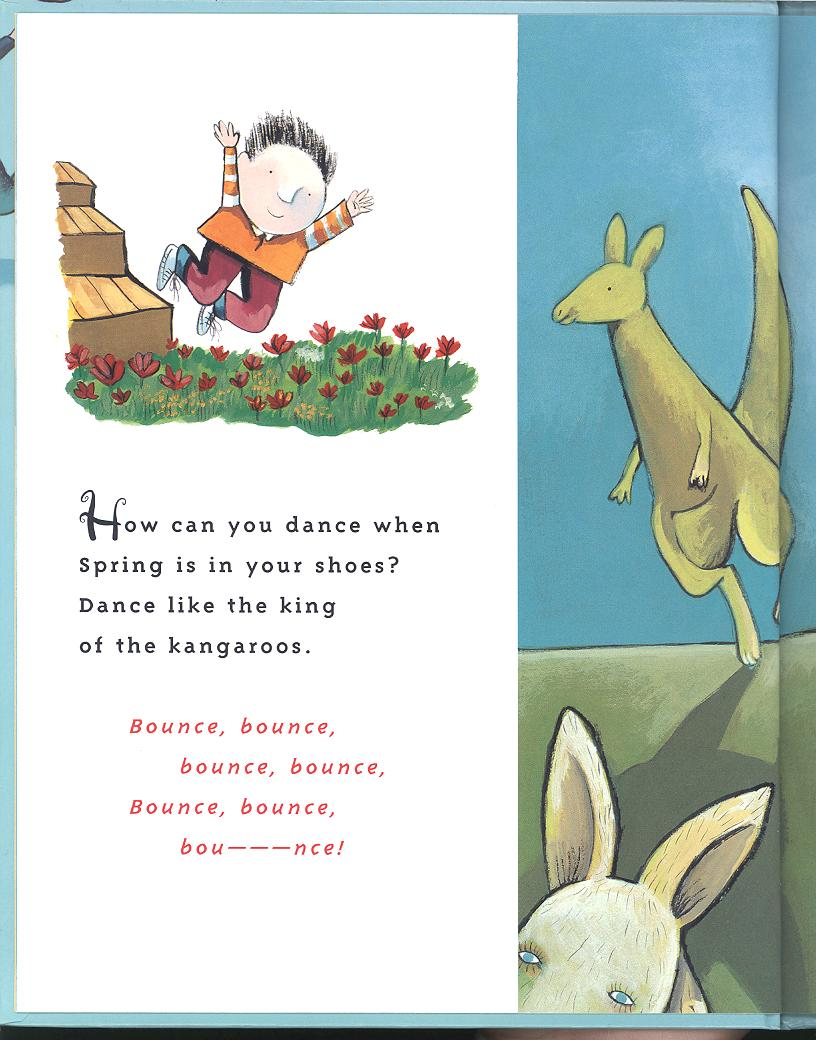 How can you dance when
Spring is in your shoes?
Dance like the king
of the kangaroos.
Bounce, bounce,
bounce, bounce,
Bounce, bounce,
bou———nce!